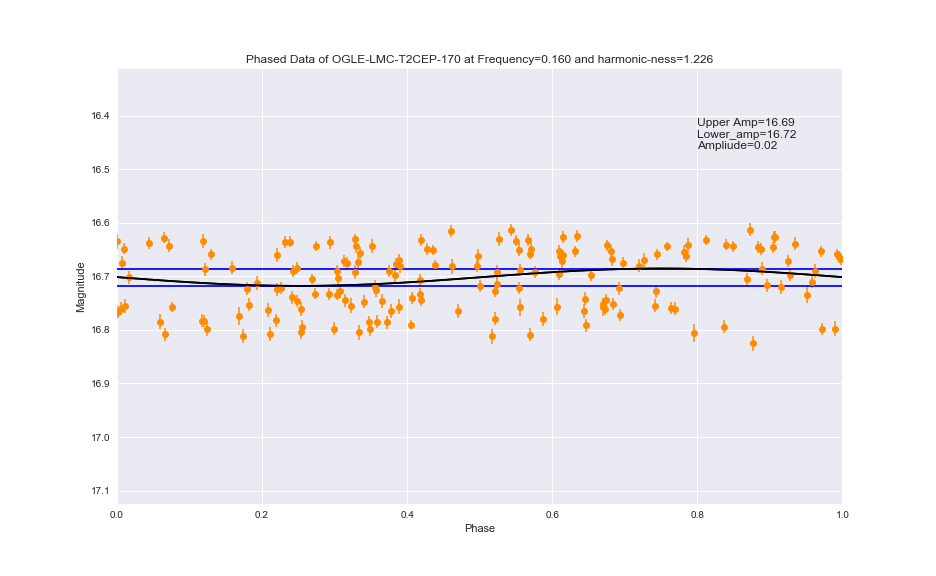 Phased Data of OGLE-LMC-T2CEP-170 at Frequency=0.160 and harmonic-ness=1.226
Upper Amp=16.69
Lower_amp=16.72
Ampliude=0.02
Magnitude
16.4
16.5
16.6
16.7
16.8
16.9
17.0
17.1
0.0 0.2 0.4 0.6 0.8 1.0
Phase